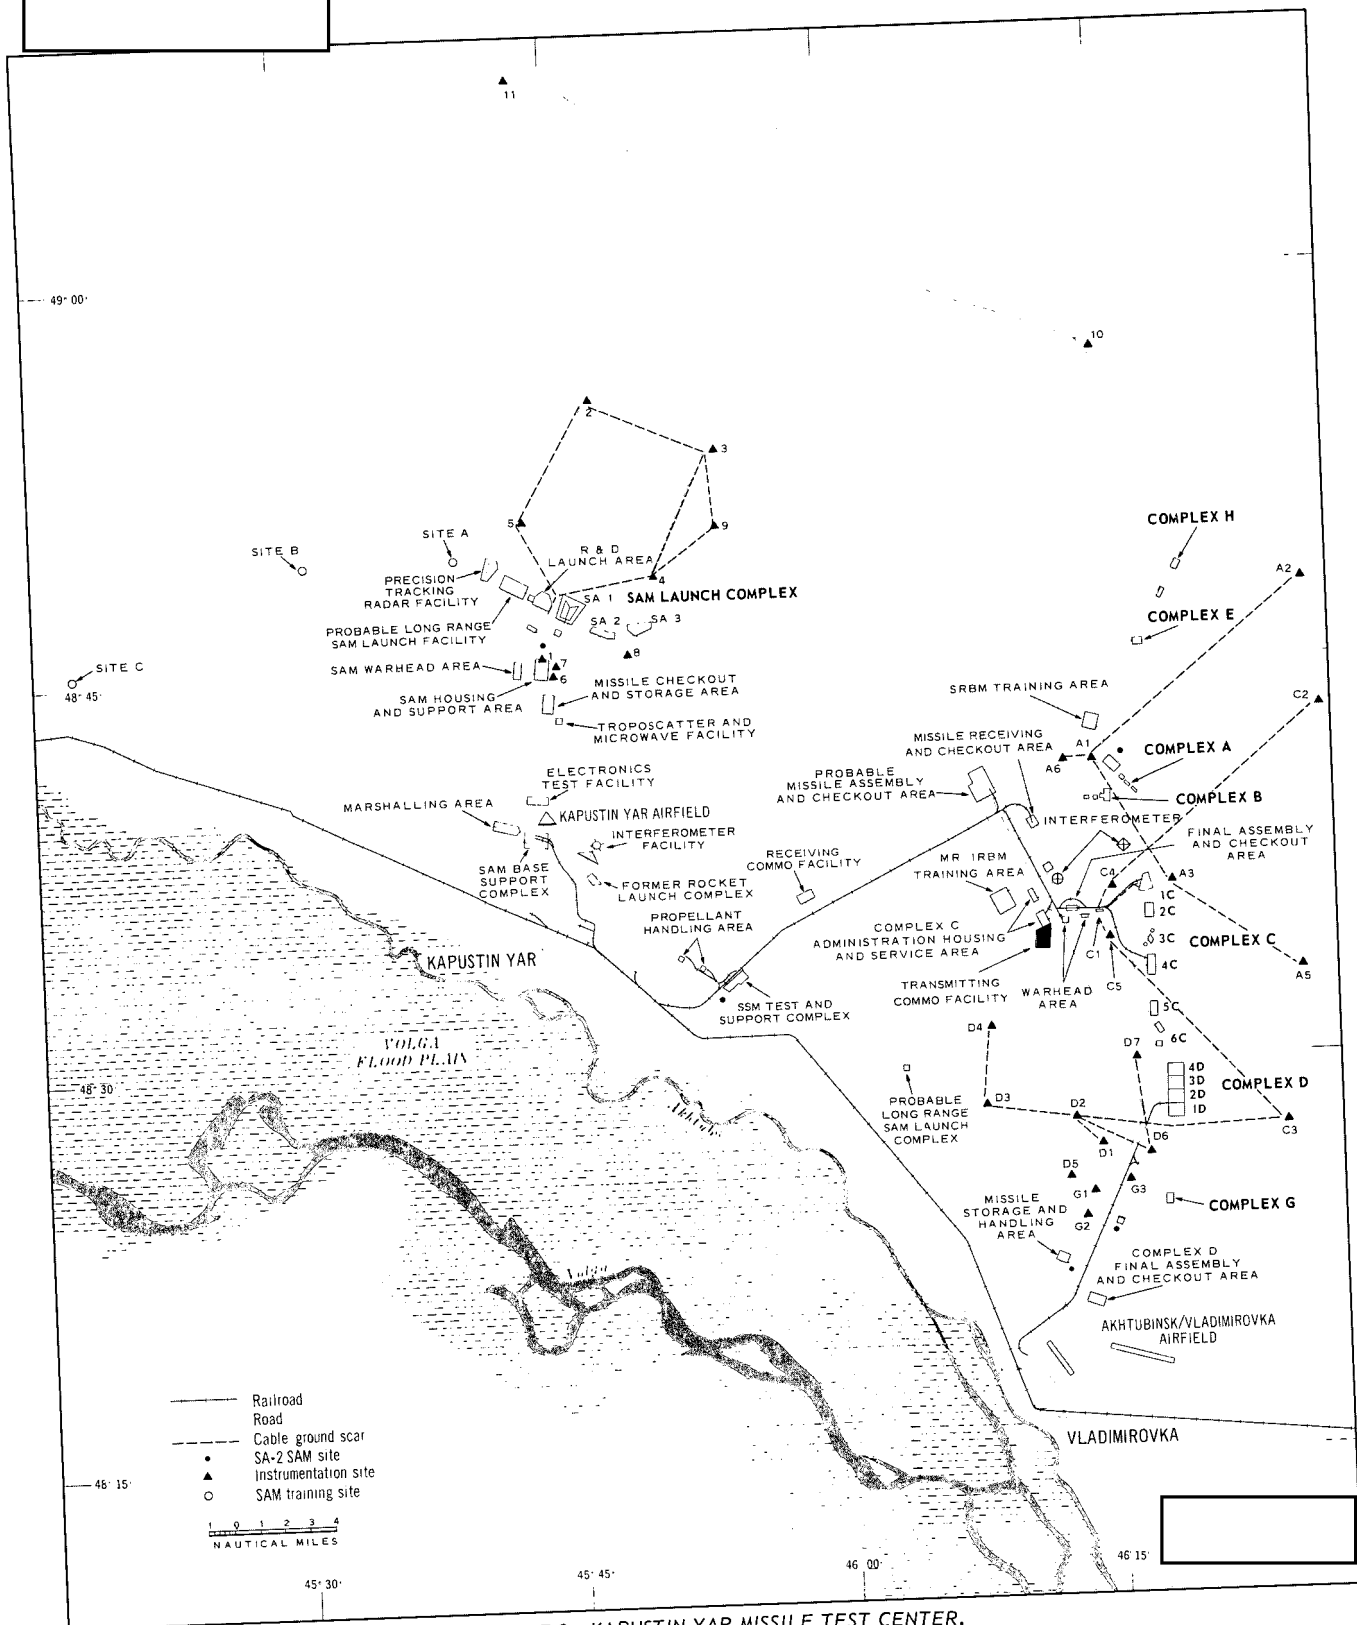 11
49° 00'
10
2
3
5
9
4
COMPLEX H
SITE A
SITE B
R & D
LAUNCH AREA
A2
PRECISION
TRACKING
RADAR FACILITY
SA 1
SAM LAUNCH COMPLEX
COMPLEX E
SA 2
SA 3
PROBABLE LONG RANGE
SAM LAUNCH FACILITY
1
7
8
6
SITE C
48° 45'
SAM WARHEAD AREA
SAM HOUSING
AND SUPPORT AREA
MISSILE CHECKOUT
AND STORAGE AREA
SRBM TRAINING AREA
C2
TROPOSCATTER AND
MICROWAVE FACILITY
MISSILE RECEIVING
AND CHECKOUT AREA
A1
A6
COMPLEX A
ELECTRONICS
TEST FACILITY
PROBABLE
MISSILE ASSEMBLY
AND CHECKOUT AREA
COMPLEX B
MARSHALLING AREA
KAPUSTIN YAR AIRFIELD
INTERFEROMETER
FINAL ASSEMBLY
AND CHECKOUT
AREA
INTERFEROMETER
FACILITY
RECEIVING
COMMO FACILITY
MR IRBM
TRAINING AREA
SAM BASE
SUPPORT
COMPLEX
FORMER ROCKET
LAUNCH COMPLEX
C4
A3
1C
2C
PROPELLANT
HANDLING AREA
COMPLEX C
ADMINISTRATION HOUSING
AND SERVICE AREA
3C
COMPLEX C
C1
4C
A5
KAPUSTIN YAR
TRANSMITTING
COMMO FACILITY
WARHEAD
AREA
C5
SSM TEST AND
SUPPORT COMPLEX
5C
D4
6C
D7
VOLGA
FLOOD PLAIN
4D
3D
2D
1D
COMPLEX D
48° 30'
PROBABLE
LONG RANGE
SAM LAUNCH
COMPLEX
D3
D2
C3
Akhtuba
D6
D1
D5
G1
G3
G2
COMPLEX G
MISSILE
STORAGE AND
HANDLING
AREA
COMPLEX D
FINAL ASSEMBLY
AND CHECKOUT AREA
Volga
AKHTUBINSK/VLADIMIROVKA
AIRFIELD
VLADIMIROVKA
Railroad
Road
Cable ground scar
SA-2 SAM site
Instrumentation site
SAM training site
48° 15'
1 0 1 2 3 4
NAUTICAL MILES
45° 30'
45° 45'
46 00'
46° 15'
KAPUSTIN YAR MISSILE TEST CENTER.